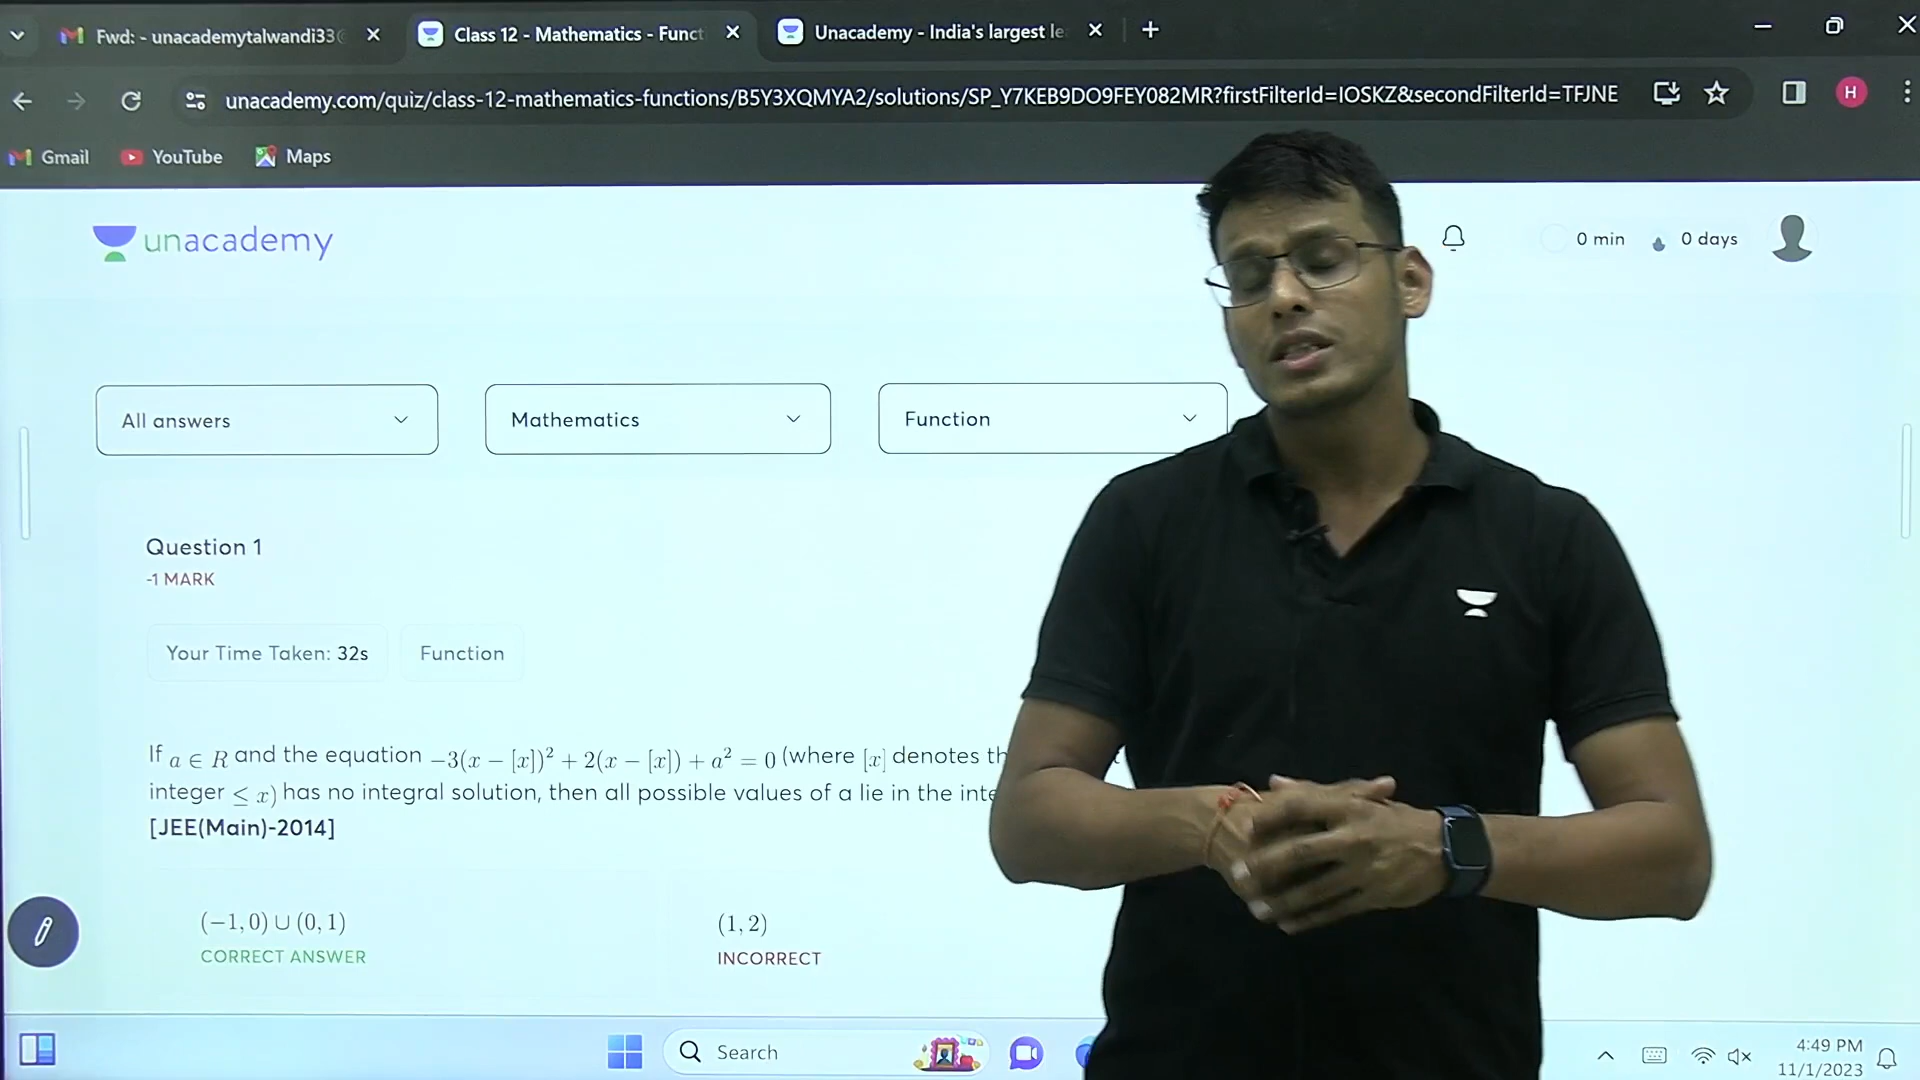 Fwd: - unacademytalwandi33@
Class 12 - Mathematics - Funct
Unacademy - India's largest le
unacademy.com/quiz/class-12-mathematics-functions/B5Y3XQMYA2/solutions/SP_Y7KEB9DO9FEY082MR?firstFilterId=IOSKZ&secondFilterId=TFJNE
H
Gmail
YouTube
Maps
unacademy
0 min
0 days
All answers
Mathematics
Function
Question 1
-1 MARK
Your Time Taken: 32s
Function
If a ∈ R and the equation −3(x − [x])² + 2(x − [x]) + a² = 0 (where [x] denotes th
integer ≤ x) has no integral solution, then all possible values of a lie in the inte
[JEE(Main)-2014]
(−1, 0) ∪ (0, 1)
CORRECT ANSWER
(1, 2)
INCORRECT
Search
4:49 PM
11/1/2023